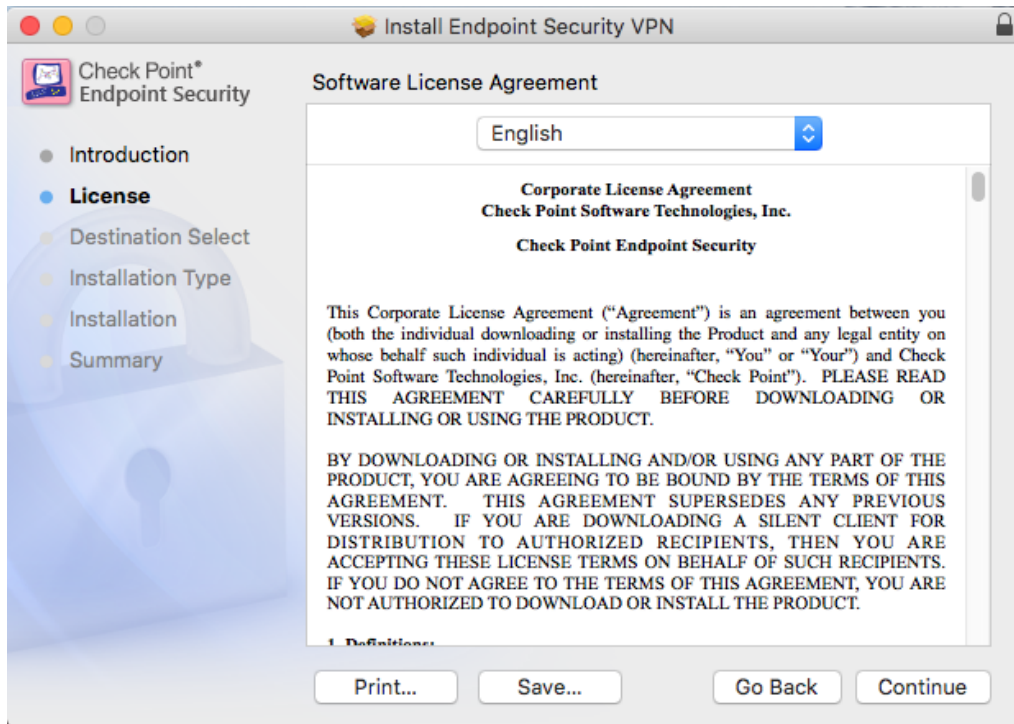 Install Endpoint Security VPN
Check Point®
Endpoint Security
Introduction
License
Destination Select
Installation Type
Installation
Summary
Software License Agreement
English
Corporate License Agreement
Check Point Software Technologies, Inc.
Check Point Endpoint Security
This Corporate License Agreement (“Agreement”) is an agreement between you
(both the individual downloading or installing the Product and any legal entity on
whose behalf such individual is acting) (hereinafter, “You” or “Your”) and Check
Point Software Technologies, Inc. (hereinafter, “Check Point”). PLEASE READ
THIS AGREEMENT CAREFULLY BEFORE DOWNLOADING OR
INSTALLING OR USING THE PRODUCT.
BY DOWNLOADING OR INSTALLING AND/OR USING ANY PART OF THE
PRODUCT, YOU ARE AGREEING TO BE BOUND BY THE TERMS OF THIS
AGREEMENT. THIS AGREEMENT SUPERSEDES ANY PREVIOUS
VERSIONS. IF YOU ARE DOWNLOADING A SILENT CLIENT FOR
DISTRIBUTION TO AUTHORIZED RECIPIENTS, THEN YOU ARE
ACCEPTING THESE LICENSE TERMS ON BEHALF OF SUCH RECIPIENTS.
IF YOU DO NOT AGREE TO THE TERMS OF THIS AGREEMENT, YOU ARE
NOT AUTHORIZED TO DOWNLOAD OR INSTALL THE PRODUCT.
1. Definitions:
Print...
Save...
Go Back
Continue